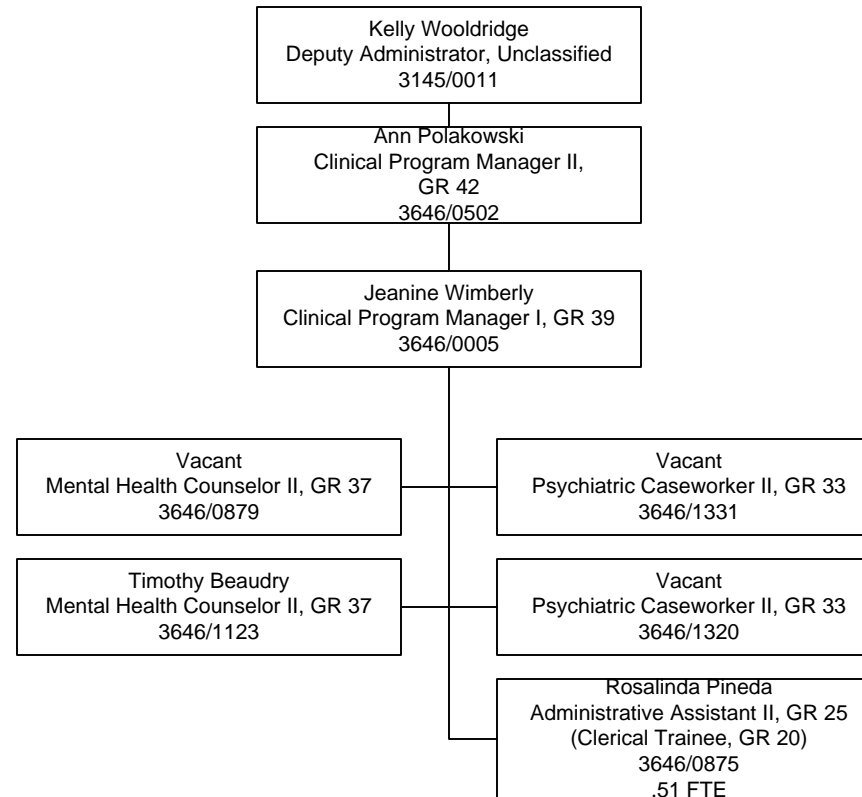 Kelly Wooldridge
Deputy Administrator, Unclassified
3145/0011
Ann Polakowski
Clinical Program Manager II,
GR 42
3646/0502
Jeanine Wimberly
Clinical Program Manager I, GR 39
3646/0005
Vacant
Mental Health Counselor II, GR 37
3646/0879
Vacant
Psychiatric Caseworker II, GR 33
3646/1331
Timothy Beaudry
Mental Health Counselor II, GR 37
3646/1123
Vacant
Psychiatric Caseworker II, GR 33
3646/1320
Rosalinda Pineda
Administrative Assistant II, GR 25
(Clerical Trainee, GR 20)
3646/0875
.51 FTE